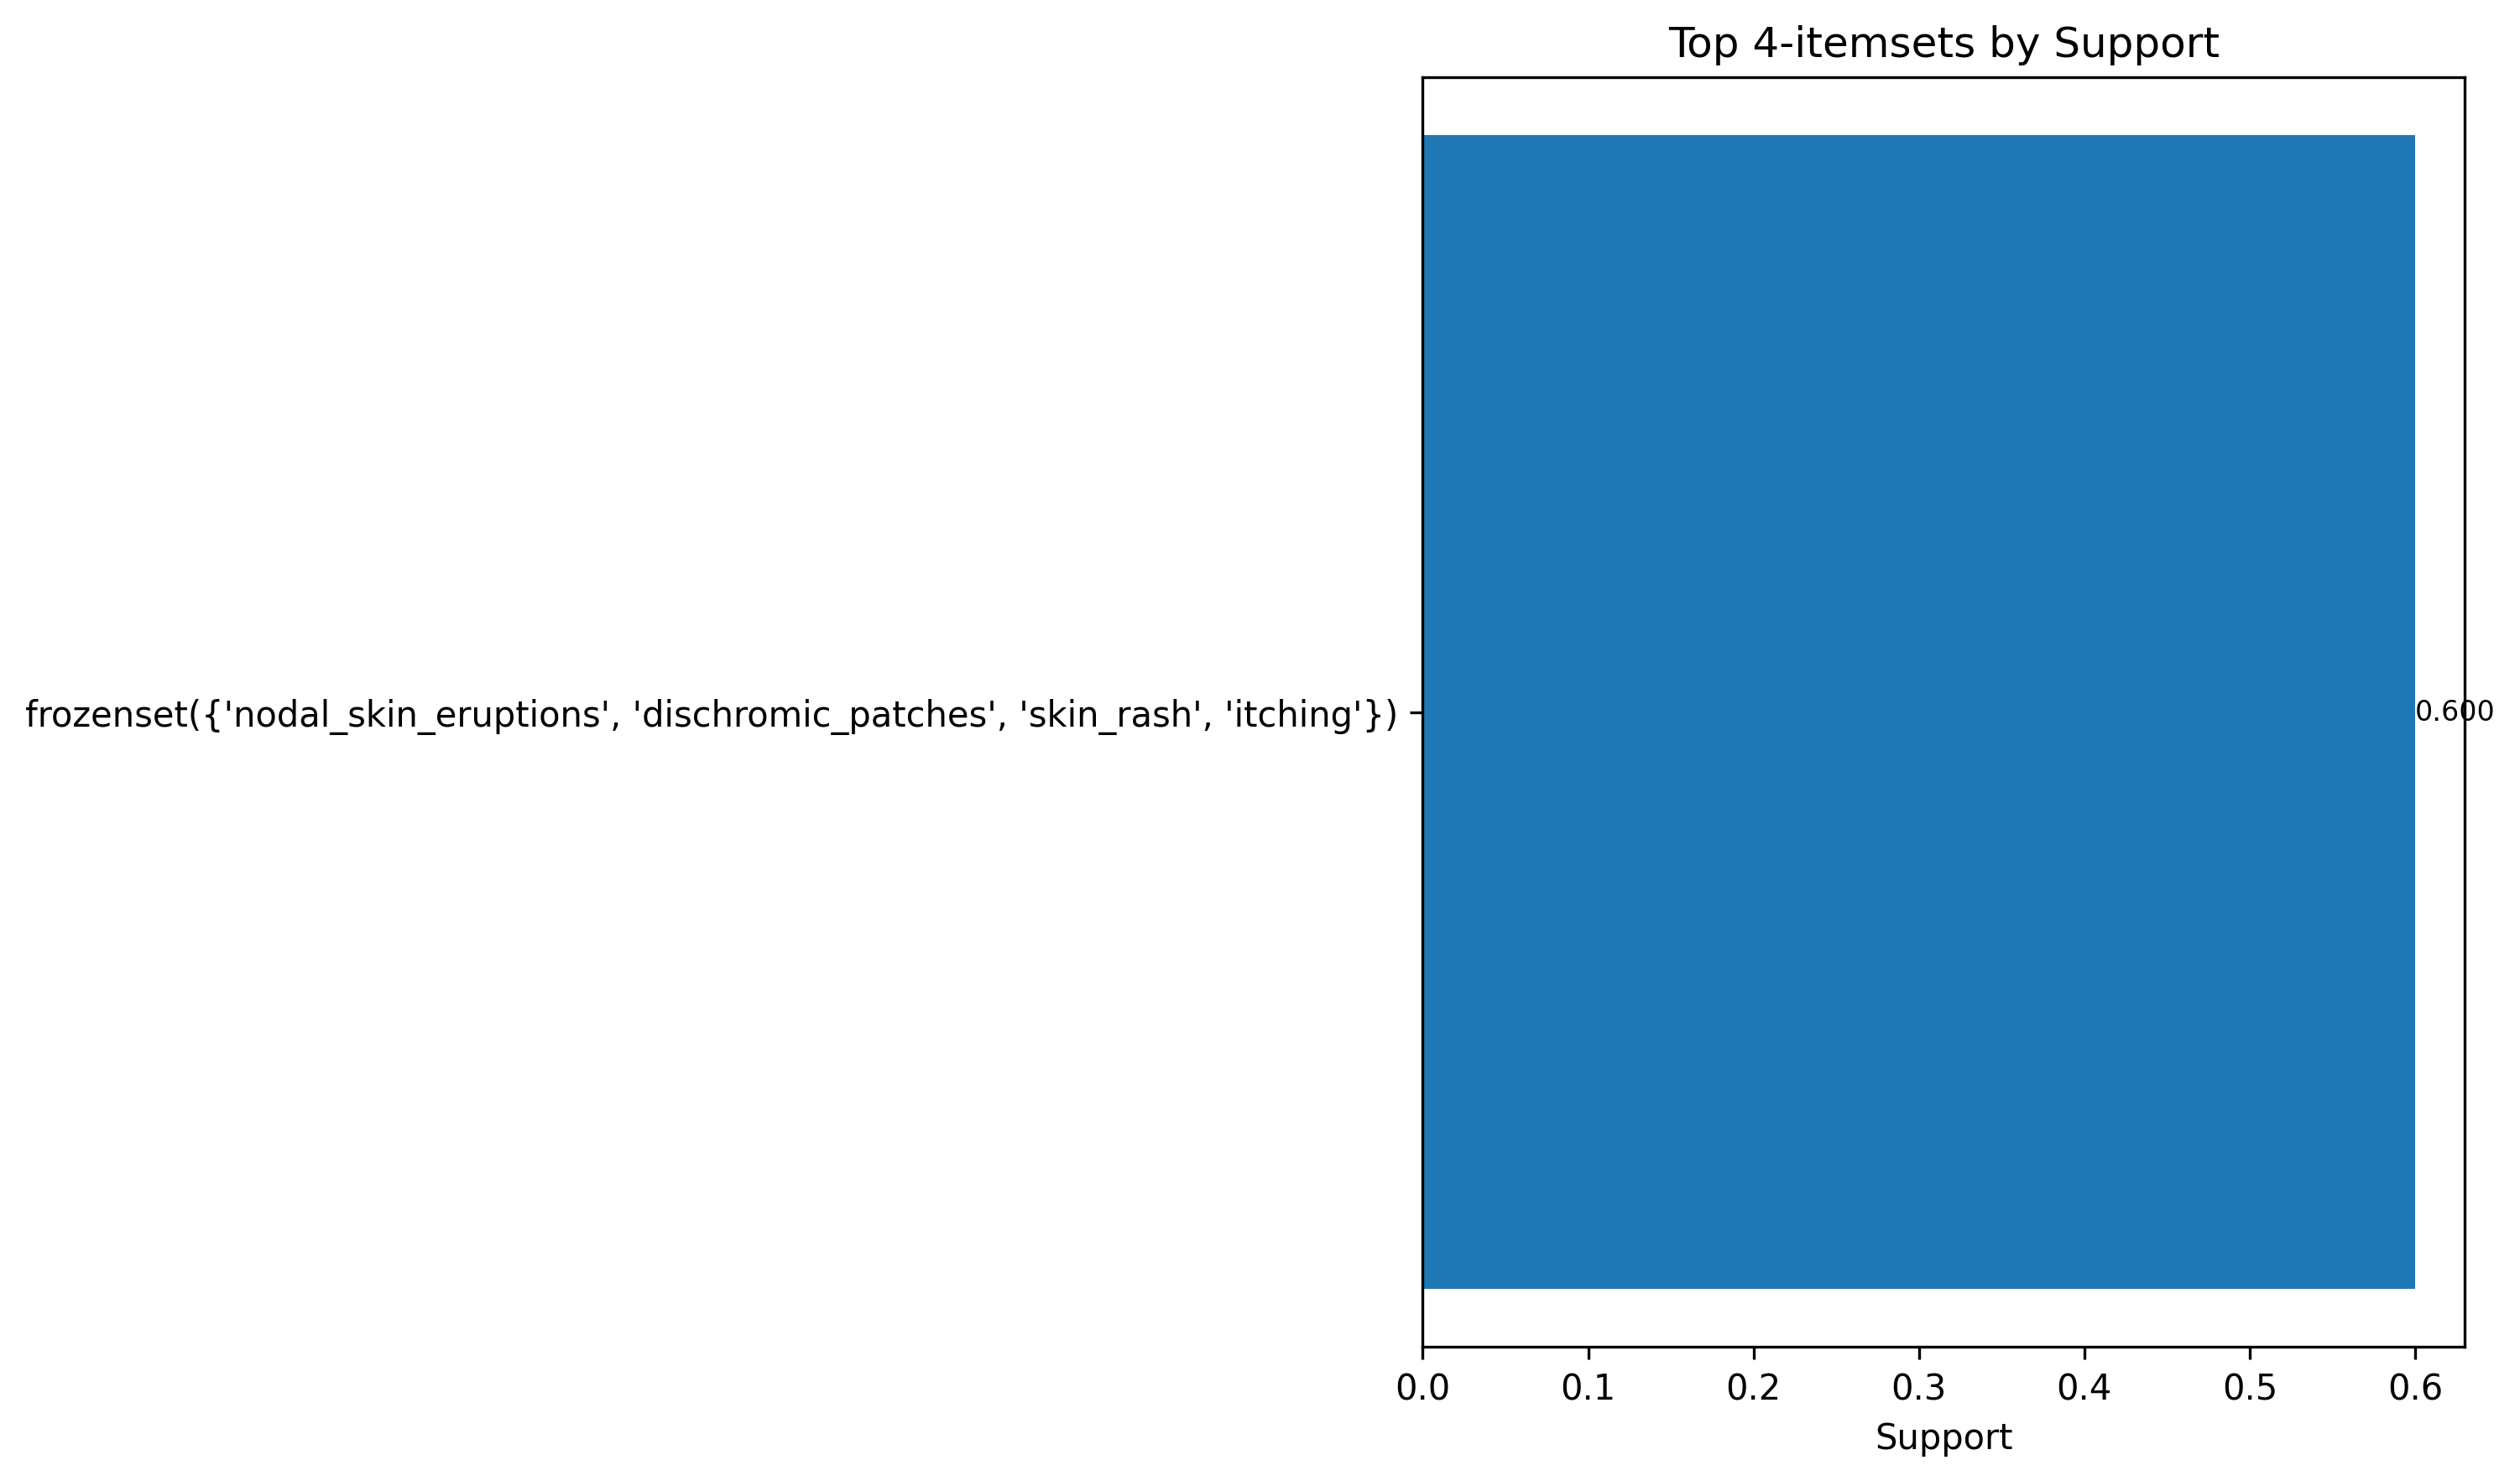 Top 4-itemsets by Support
frozenset({'nodal_skin_eruptions', 'dischromic_patches', 'skin_rash', 'itching'})
0.600
0.0 0.1 0.2 0.3 0.4 0.5 0.6
Support